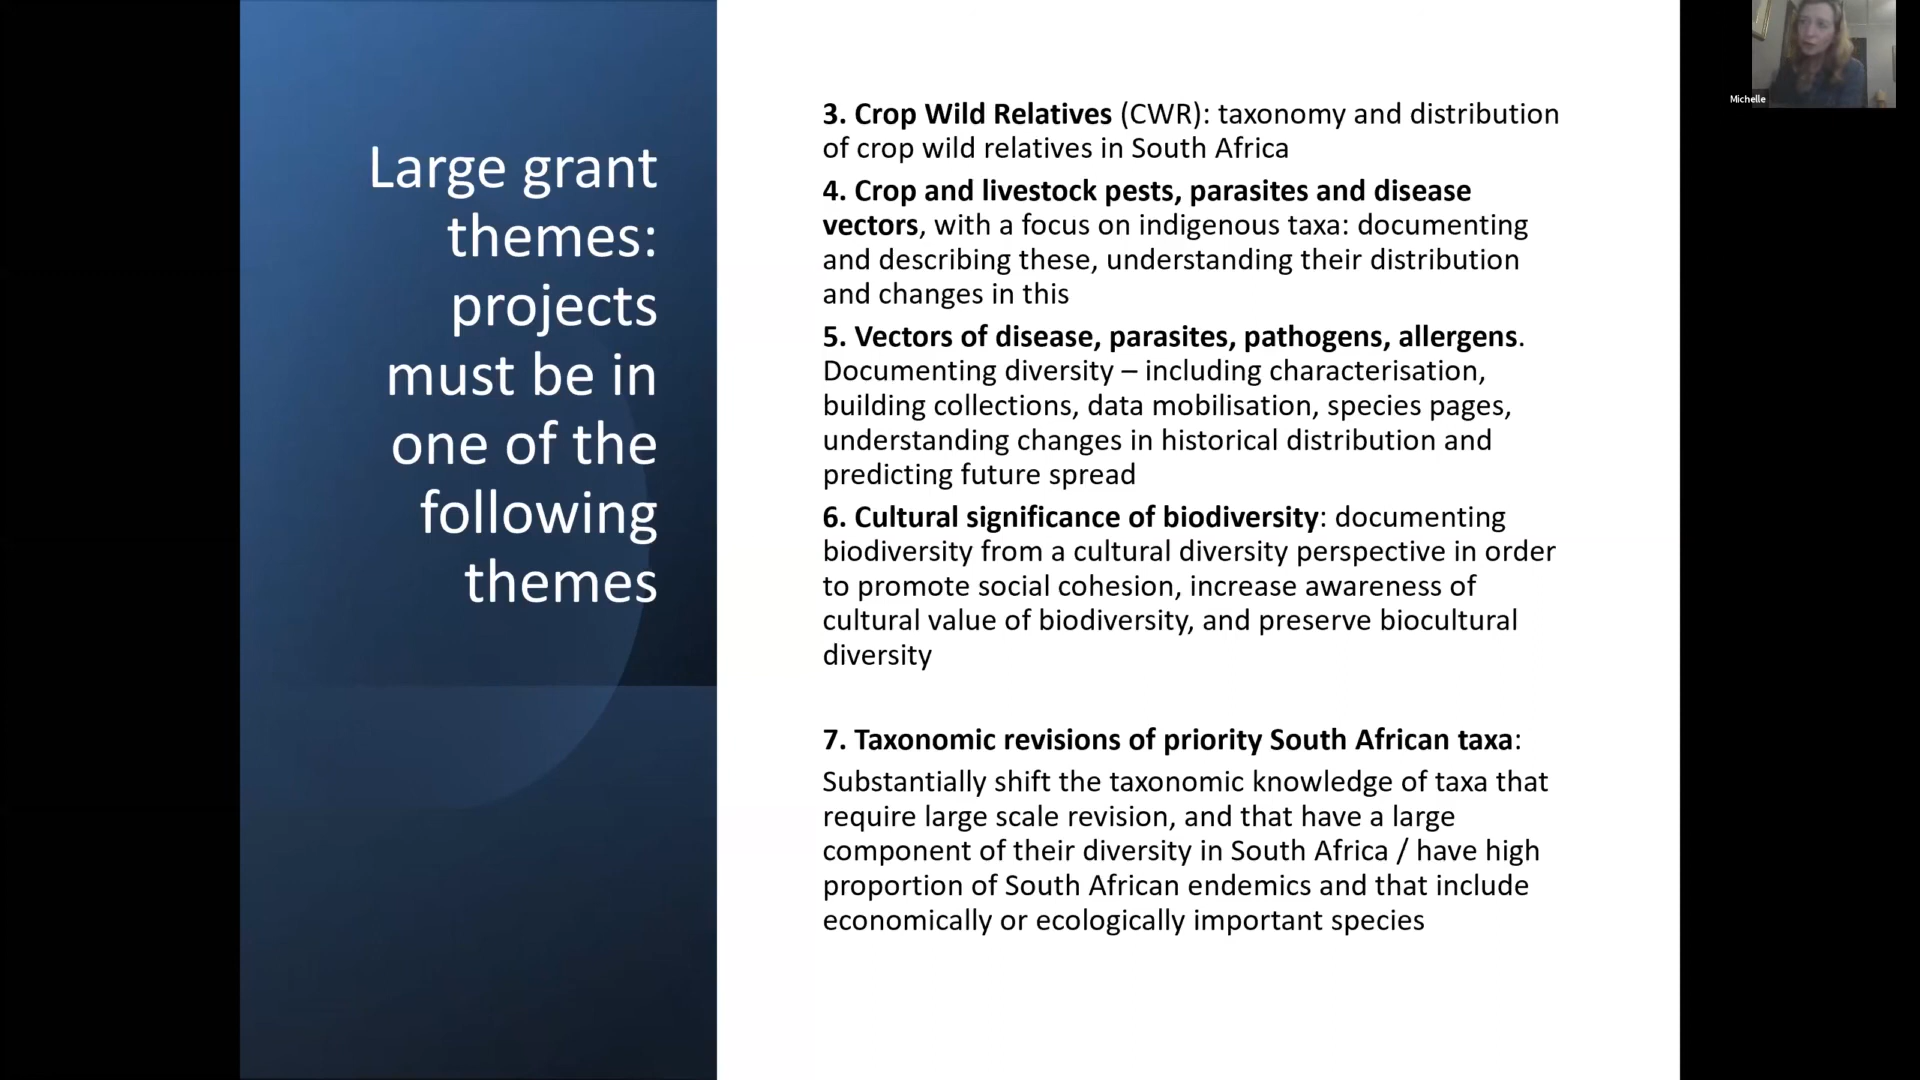 Large grant
themes:
projects
must be in
one of the
following
themes
3. Crop Wild Relatives (CWR): taxonomy and distribution
of crop wild relatives in South Africa
4. Crop and livestock pests, parasites and disease
vectors, with a focus on indigenous taxa: documenting
and describing these, understanding their distribution
and changes in this
5. Vectors of disease, parasites, pathogens, allergens.
Documenting diversity – including characterisation,
building collections, data mobilisation, species pages,
understanding changes in historical distribution and
predicting future spread
6. Cultural significance of biodiversity: documenting
biodiversity from a cultural diversity perspective in order
to promote social cohesion, increase awareness of
cultural value of biodiversity, and preserve biocultural
diversity
7. Taxonomic revisions of priority South African taxa:
Substantially shift the taxonomic knowledge of taxa that
require large scale revision, and that have a large
component of their diversity in South Africa / have high
proportion of South African endemics and that include
economically or ecologically important species
Michelle